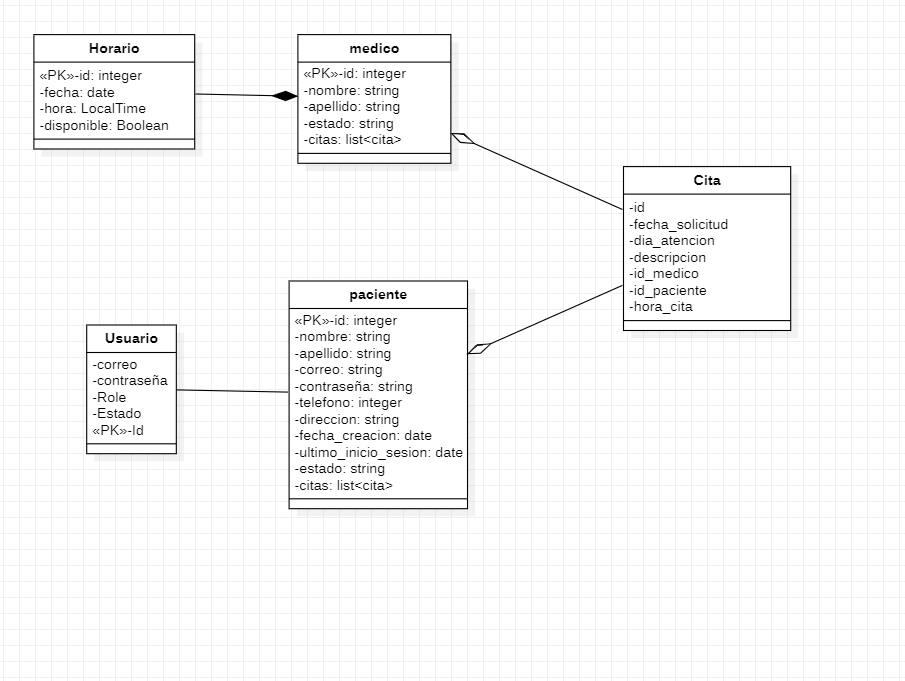 Horario
«PK»-id: integer
-fecha: date
-hora: LocalTime
-disponible: Boolean
medico
«PK»-id: integer
-nombre: string
-apellido: string
-estado: string
-citas: list<cita>
Cita
-id
-fecha_solicitud
-dia_atencion
-descripcion
-id_medico
-id_paciente
-hora_cita
paciente
«PK»-id: integer
-nombre: string
-apellido: string
-correo: string
-contraseña: string
-telefono: integer
-direccion: string
-fecha_creacion: date
-ultimo_inicio_sesion: date
-estado: string
-citas: list<cita>
Usuario
-correo
-contraseña
-Role
-Estado
«PK»-Id